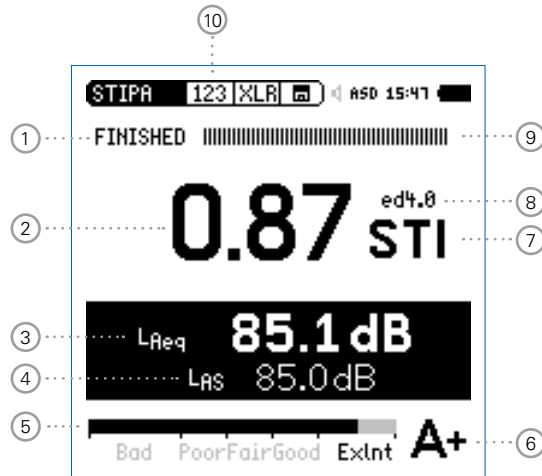 10
STIPA 123 XLR ASD 15:47
1 FINISHED 9
ed4.0 8
2 0.87 STI 7
3 LAeq 85.1 dB
4 LAS 85.0 dB
5
Bad Poor Fair Good Exlnt A+ 6